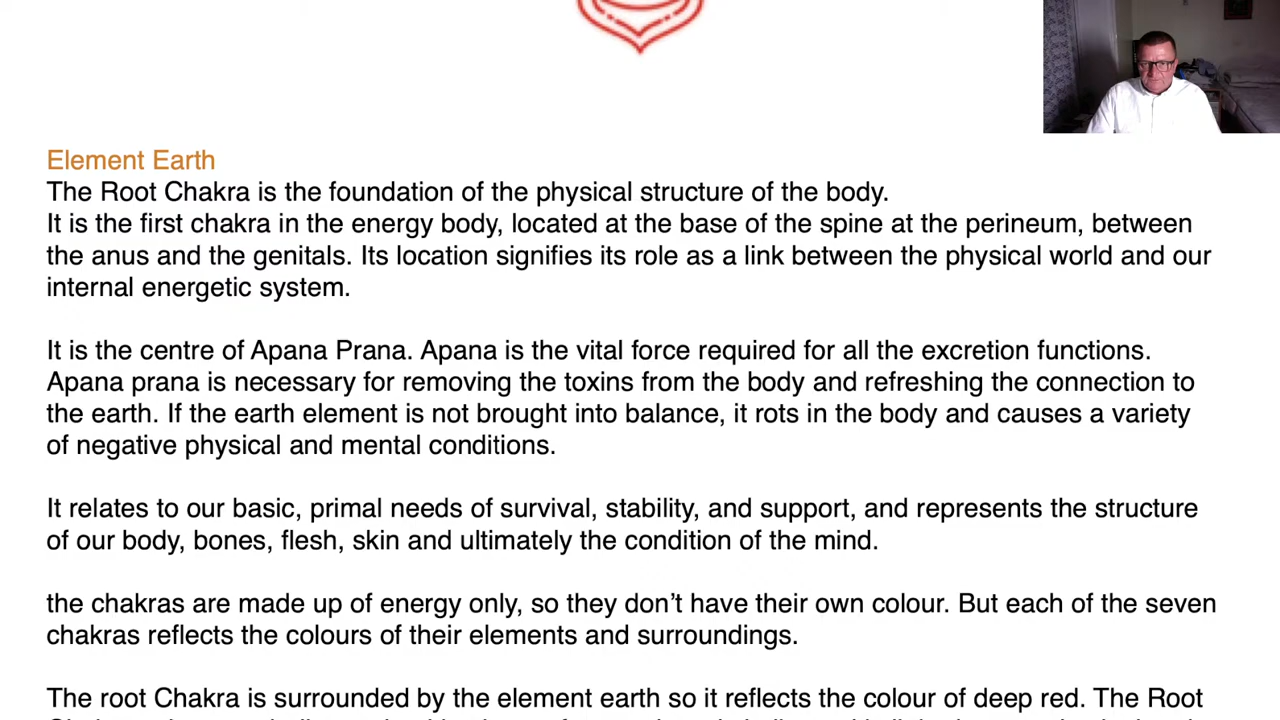 Element Earth
The Root Chakra is the foundation of the physical structure of the body.
It is the first chakra in the energy body, located at the base of the spine at the perineum, between
the anus and the genitals. Its location signifies its role as a link between the physical world and our
internal energetic system.
It is the centre of Apana Prana. Apana is the vital force required for all the excretion functions.
Apana prana is necessary for removing the toxins from the body and refreshing the connection to
the earth. If the earth element is not brought into balance, it rots in the body and causes a variety
of negative physical and mental conditions.
It relates to our basic, primal needs of survival, stability, and support, and represents the structure
of our body, bones, flesh, skin and ultimately the condition of the mind.
the chakras are made up of energy only, so they don’t have their own colour. But each of the seven
chakras reflects the colours of their elements and surroundings.
The root Chakra is surrounded by the element earth so it reflects the colour of deep red. The Root